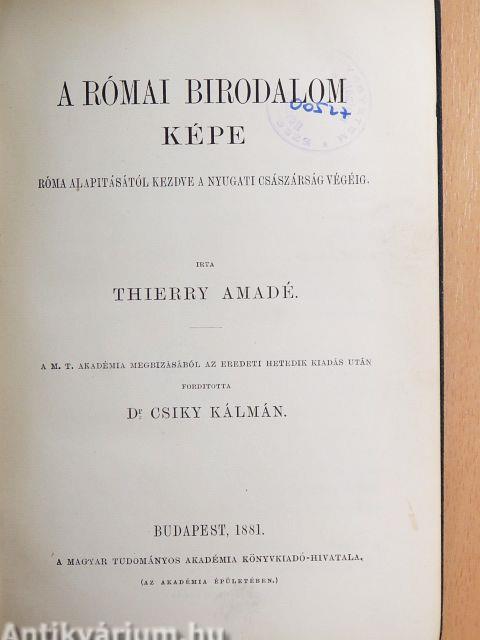 A RÓMAI BIRODALOM
00527
KÉPE
RÓMA ALAPITÁSÁTÓL KEZDVE A NYUGATI CSÁSZÁRSÁG VÉGÉIG.
IRTA
THIERRY AMADÉ.
A M. T. AKADÉMIA MEGBIZÁSÁBÓL AZ EREDETI HETEDIK KIADÁS UTÁN
FORDITOTTA
Dr CSIKY KÁLMÁN.
BUDAPEST, 1881.
A MAGYAR TUDOMÁNYOS AKADÉMIA KÖNYVKIADÓ-HIVATALA,
(AZ AKADÉMIA ÉPÜLETÉBEN.)
Antikvárium.hu